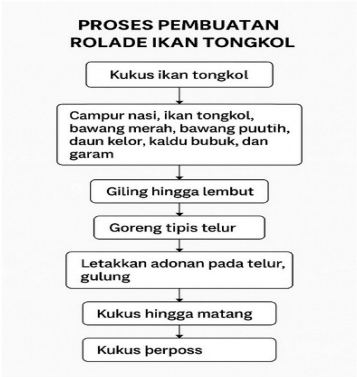 PROSES PEMBUATAN
ROLADE IKAN TONGKOL
Kukus ikan tongkol
Campur nasi, ikan tongkol,
bawang merah, bawang puutih,
daun kelor, kaldu bubuk, dan
garam
Giling hingga lembut
Goreng tipis telur
Letakkan adonan pada telur,
gulung
Kukus hingga matang
Kukus þerposs